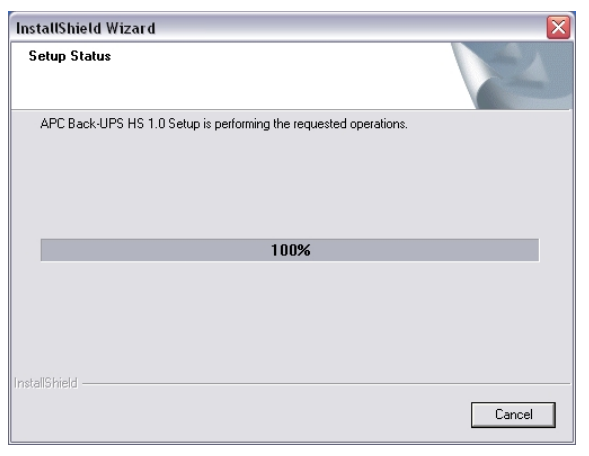 InstallShield Wizard
Setup Status
APC Back-UPS HS 1.0 Setup is performing the requested operations.
100%
InstallShield
Cancel